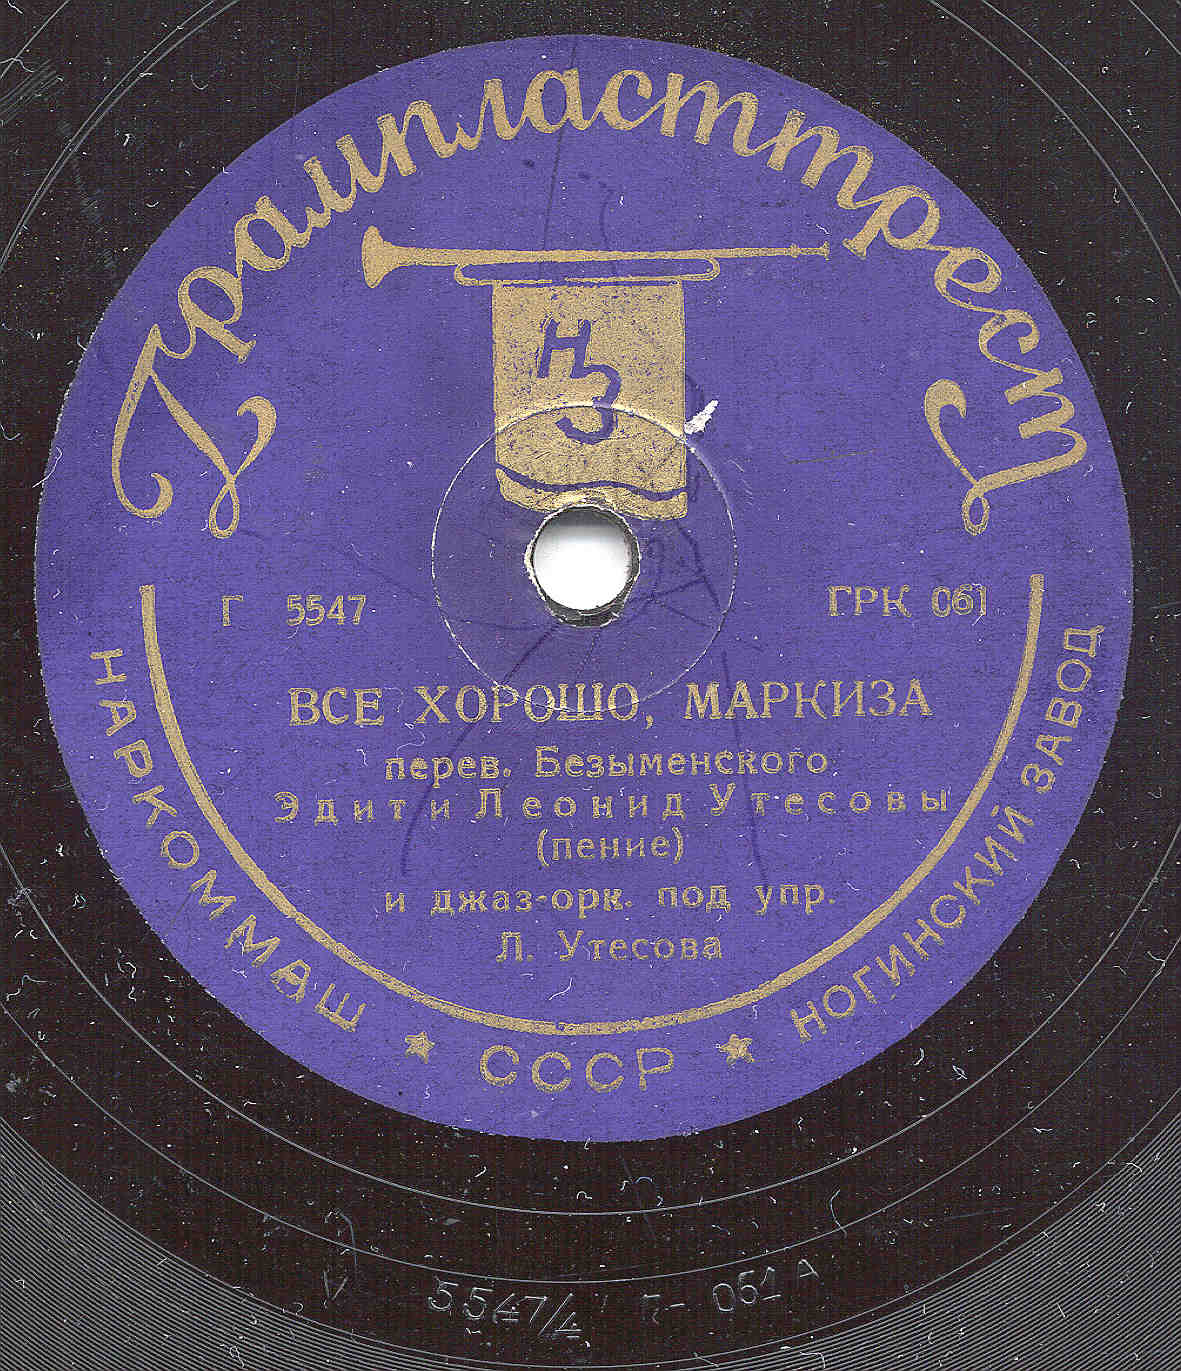 Грампласттрест
НЗ
Г 5547
ГРК 061
ВСЕ ХОРОШО, МАРКИЗА
перев. Безыменского
Эдит и Леонид Утесовы
(пение)
и джаз-орк. под упр.
Л. Утесова
НАРКОММАШ ★ СССР ★ НОГИНСКИЙ ЗАВОД
5547/4
051А